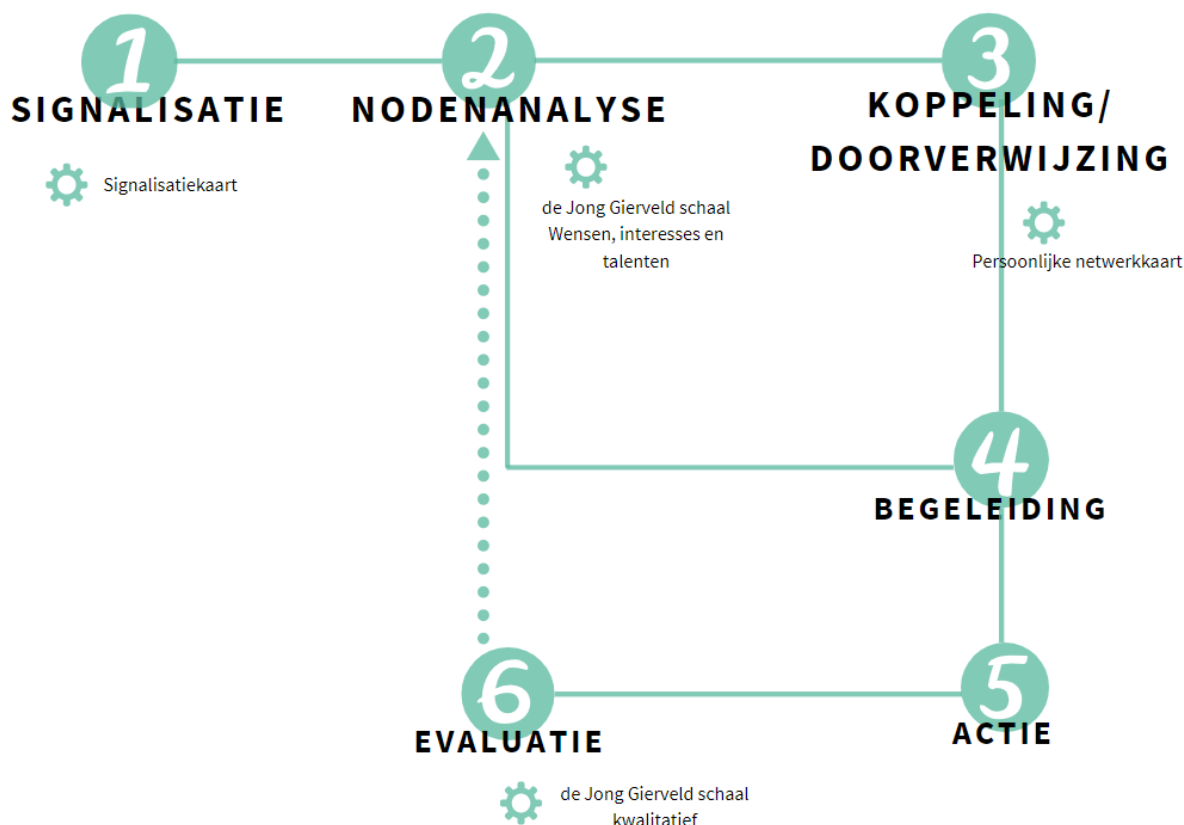 1
SIGNALISATIE
Signalisatiekaart
2
NODENANALYSE
de Jong Gierveld schaal
Wensen, interesses en
talenten
3
KOPPELING/
DOORVERWIJZING
Persoonlijke netwerkkaart
4
BEGELEIDING
5
ACTIE
6
EVALUATIE
de Jong Gierveld schaal
kwalitatief